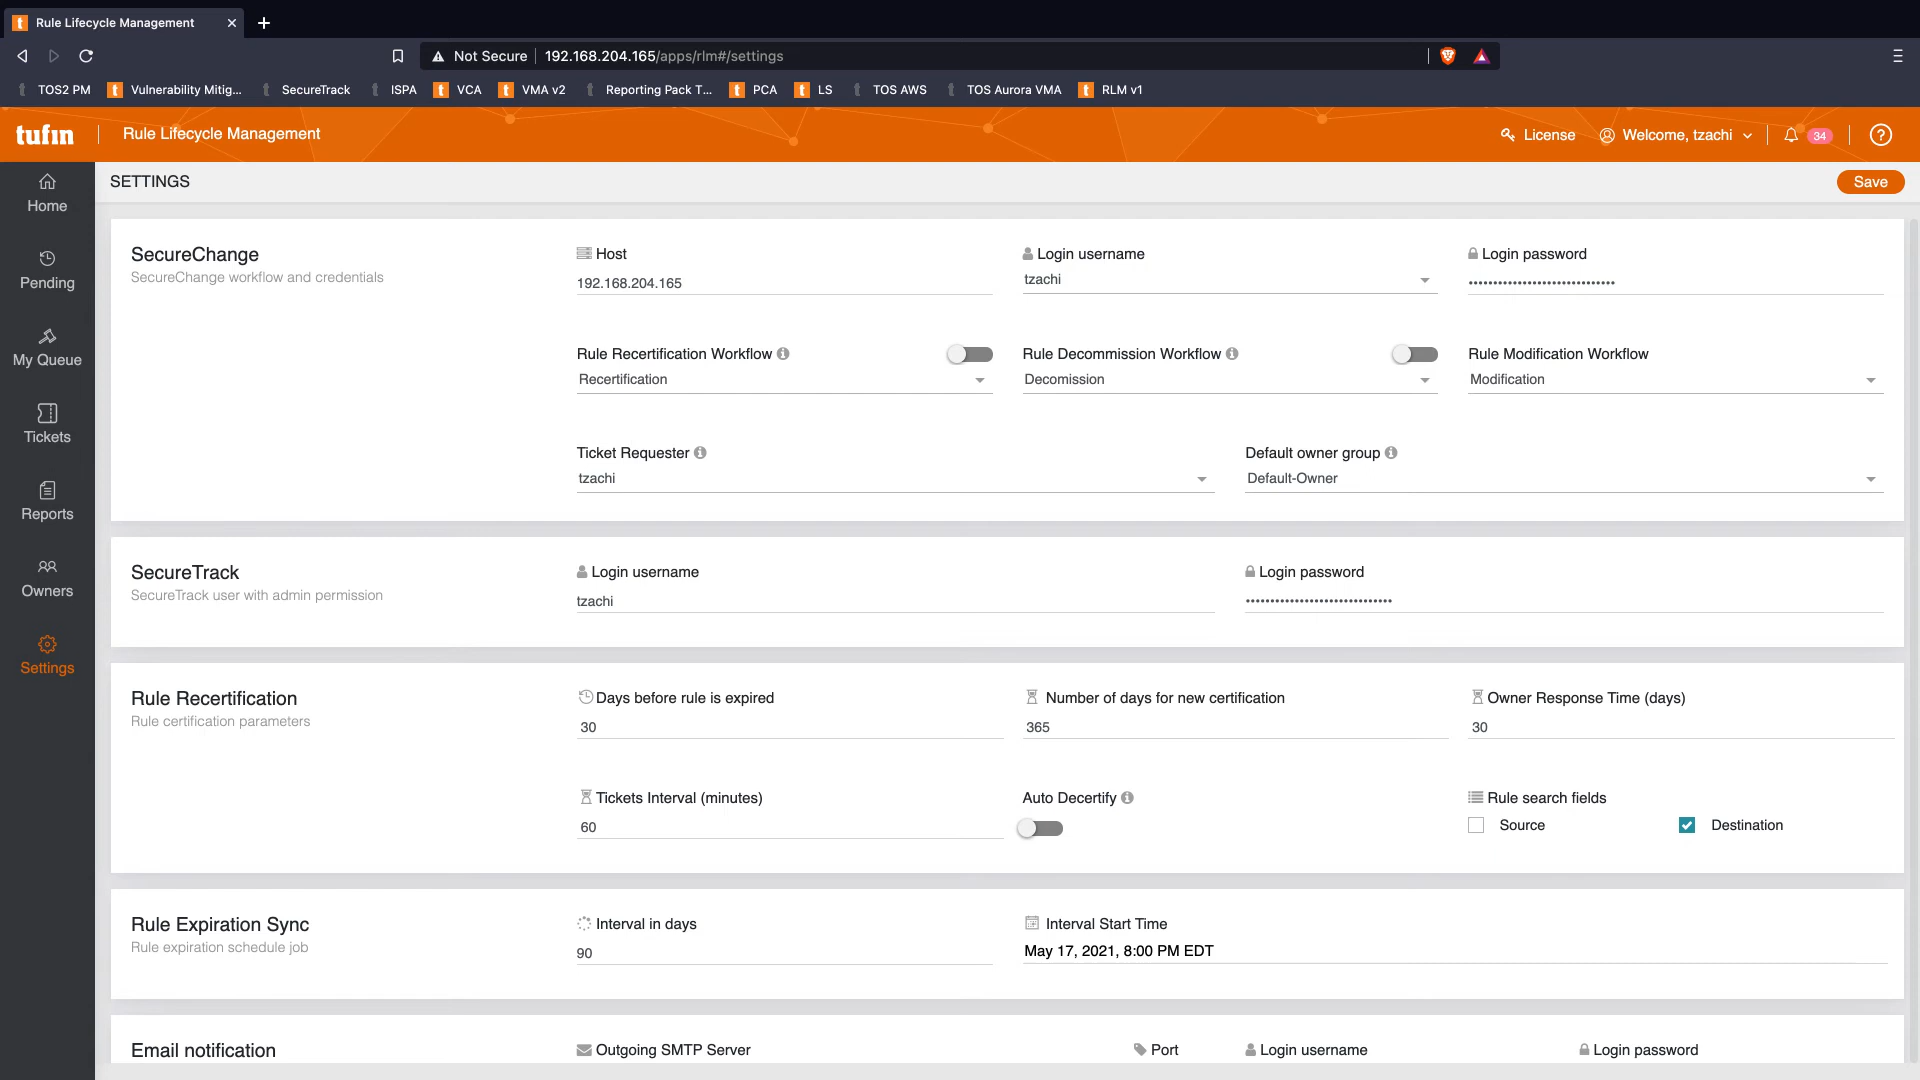 Rule Lifecycle Management
Not Secure 192.168.204.165/apps/rlm#/settings
TOS2 PM Vulnerability Mitig... SecureTrack ISPA VCA VMA v2 Reporting Pack T... PCA LS TOS AWS TOS Aurora VMA RLM v1
tufin Rule Lifecycle Management License Welcome, tzachi 34
SETTINGS Save
Home
Pending
My Queue
Tickets
Reports
Owners
Settings
SecureChange
SecureChange workflow and credentials
Host Login username Login password
192.168.204.165 tzachi ••••••••••••••••••••••••••••••
Rule Recertification Workflow Rule Decommission Workflow Rule Modification Workflow
Recertification Decomission Modification
Ticket Requester Default owner group
tzachi Default-Owner
SecureTrack
SecureTrack user with admin permission
Login username Login password
tzachi ••••••••••••••••••••••••••••••
Rule Recertification
Rule certification parameters
Days before rule is expired Number of days for new certification Owner Response Time (days)
30 365 30
Tickets Interval (minutes) Auto Decertify Rule search fields
60 Source Destination
Rule Expiration Sync
Rule expiration schedule job
Interval in days Interval Start Time
90 May 17, 2021, 8:00 PM EDT
Email notification Outgoing SMTP Server Port Login username Login password